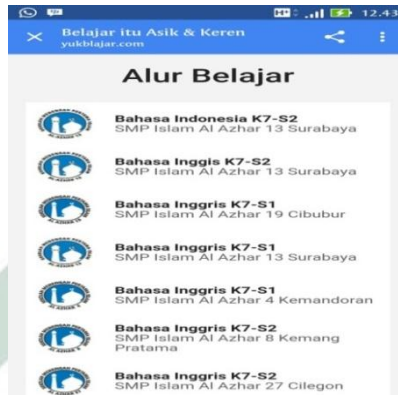 12.43
Belajar itu Asik & Keren
yukblajar.com
Alur Belajar
Bahasa Indonesia K7-S2
SMP Islam Al Azhar 13 Surabaya
Bahasa Inggis K7-S2
SMP Islam Al Azhar 13 Surabaya
Bahasa Inggris K7-S1
SMP Islam Al Azhar 19 Cibubur
Bahasa Inggris K7-S1
SMP Islam Al Azhar 13 Surabaya
Bahasa Inggris K7-S1
SMP Islam Al Azhar 4 Kemandoran
Bahasa Inggris K7-S2
SMP Islam Al Azhar 8 Kemang
Pratama
Bahasa Inggris K7-S2
SMP Islam Al Azhar 27 Cilegon